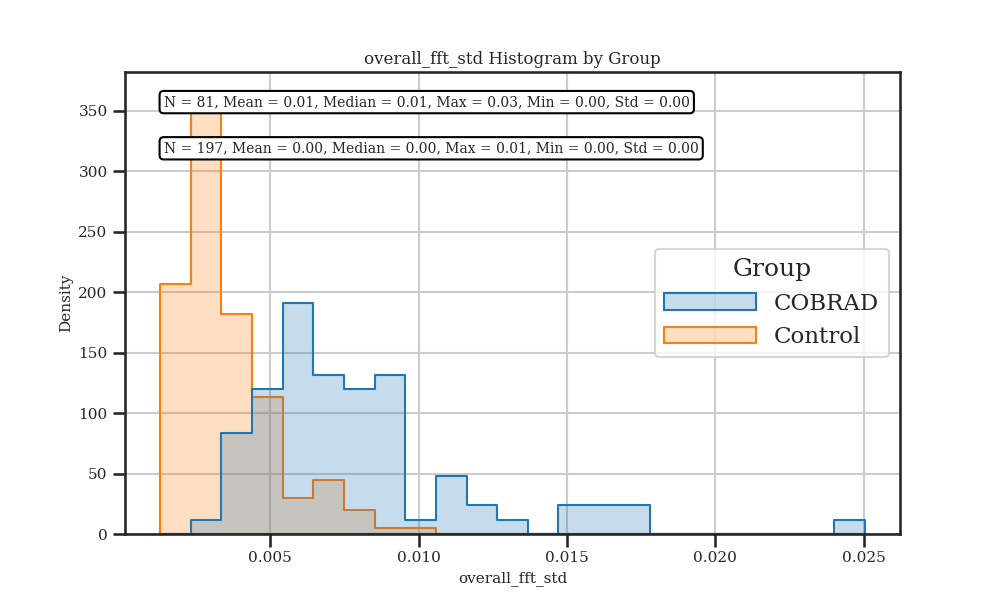 overall_fft_std Histogram by Group
N = 81, Mean = 0.01, Median = 0.01, Max = 0.03, Min = 0.00, Std = 0.00
N = 197, Mean = 0.00, Median = 0.00, Max = 0.01, Min = 0.00, Std = 0.00
350
300
250
200
150
100
50
0
Density
Group
COBRAD
Control
0.005 0.010 0.015 0.020 0.025
overall_fft_std